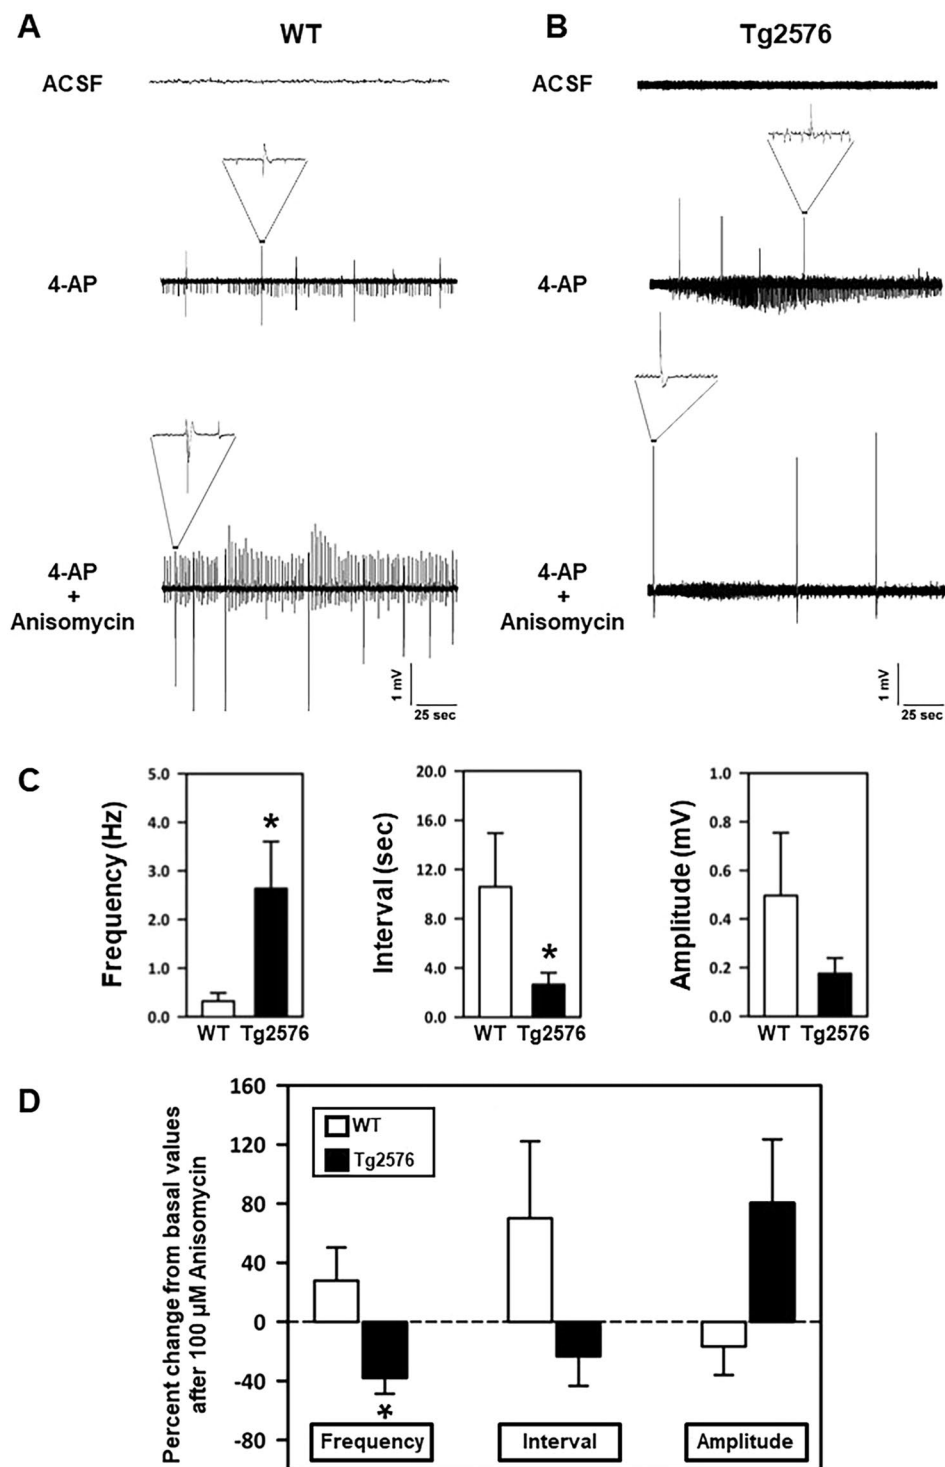 A
WT
B
Tg2576
ACSF
ACSF
4-AP
4-AP
4-AP
+
Anisomycin
4-AP
+
Anisomycin
1 mV
25 sec
1 mV
25 sec
C
Frequency (Hz)
5.0
4.0
3.0
2.0
1.0
0.0
*
WT Tg2576
Interval (sec)
20.0
16.0
12.0
8.0
4.0
0.0
*
WT Tg2576
Amplitude (mV)
1.0
0.8
0.6
0.4
0.2
0.0
WT Tg2576
D
Percent change from basal values
after 100 µM Anisomycin
160
120
80
40
0
-40
-80
WT
Tg2576
*
Frequency
Interval
Amplitude